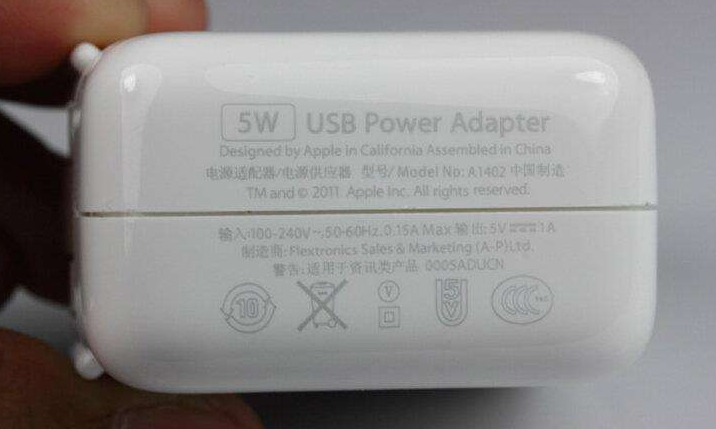 5W USB Power Adapter
Designed by Apple in California Assembled in China
电源适配器/电源供应器 型号/Model No: A1402 中国制造
TM and © 2011 Apple Inc. All rights reserved.
输入:100-240V~,50-60Hz, 0.15A Max 输出:5V⎓1A
制造商: Flextronics Sales & Marketing (A-P)Ltd.
警告:适用于资讯类产品 0005ADUCN
10 V 5V CCC